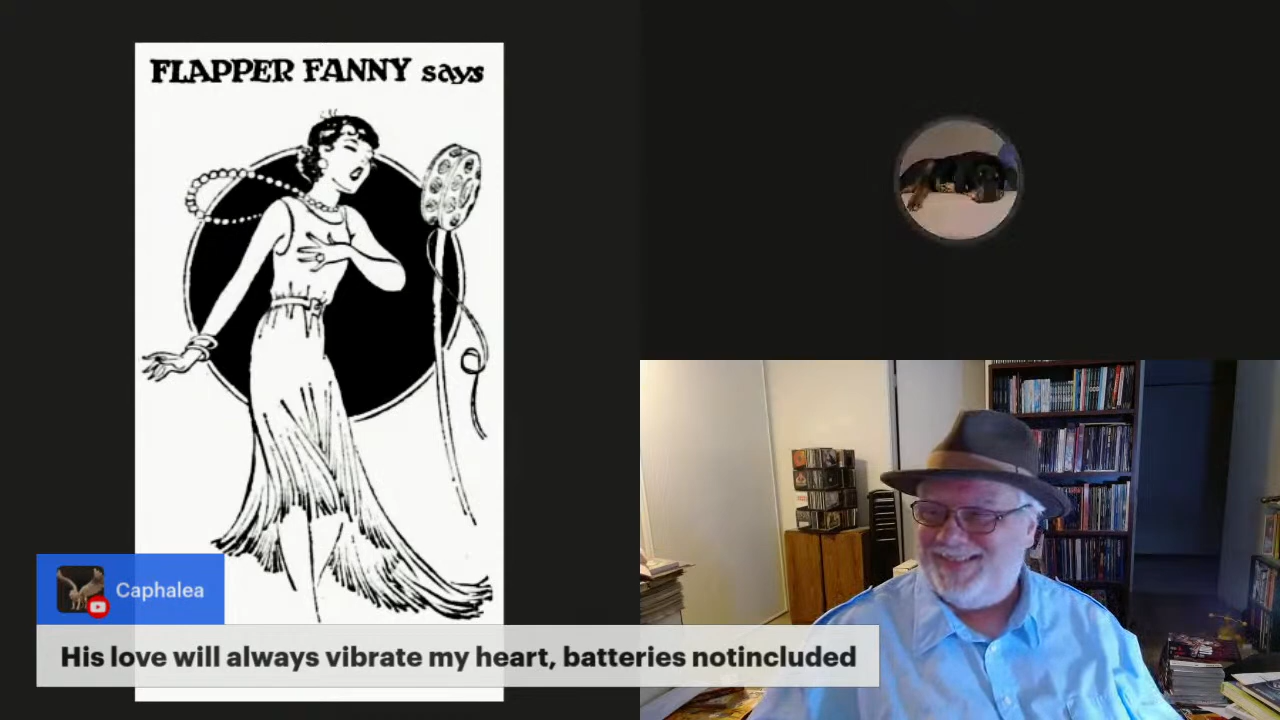 FLAPPER FANNY says
Caphalea
His love will always vibrate my heart, batteries notincluded